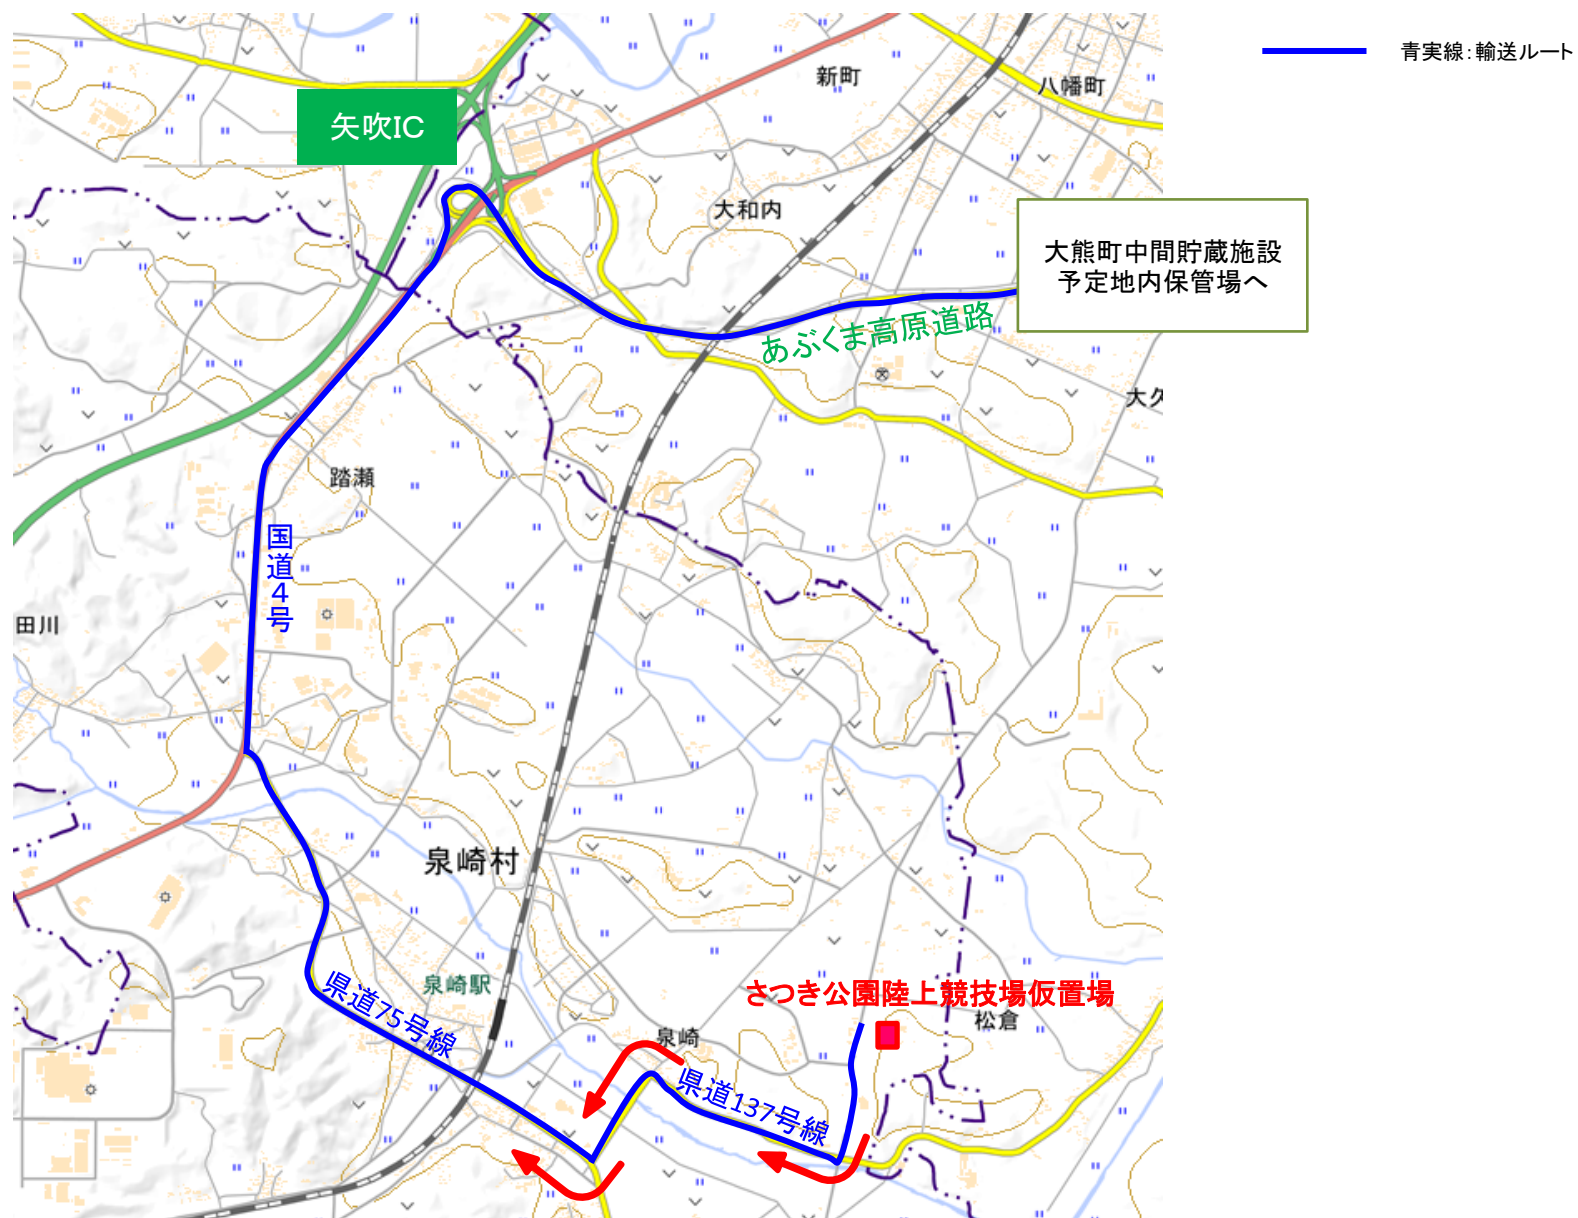 青実線：輸送ルート
新町
八幡町
矢吹IC
大和内
大熊町中間貯蔵施設
予定地内保管場へ
あぶくま高原道路
大久
踏瀬
国道4号
田川
泉崎村
泉崎駅
県道75号線
さつき公園陸上競技場仮置場
松倉
泉崎
県道137号線